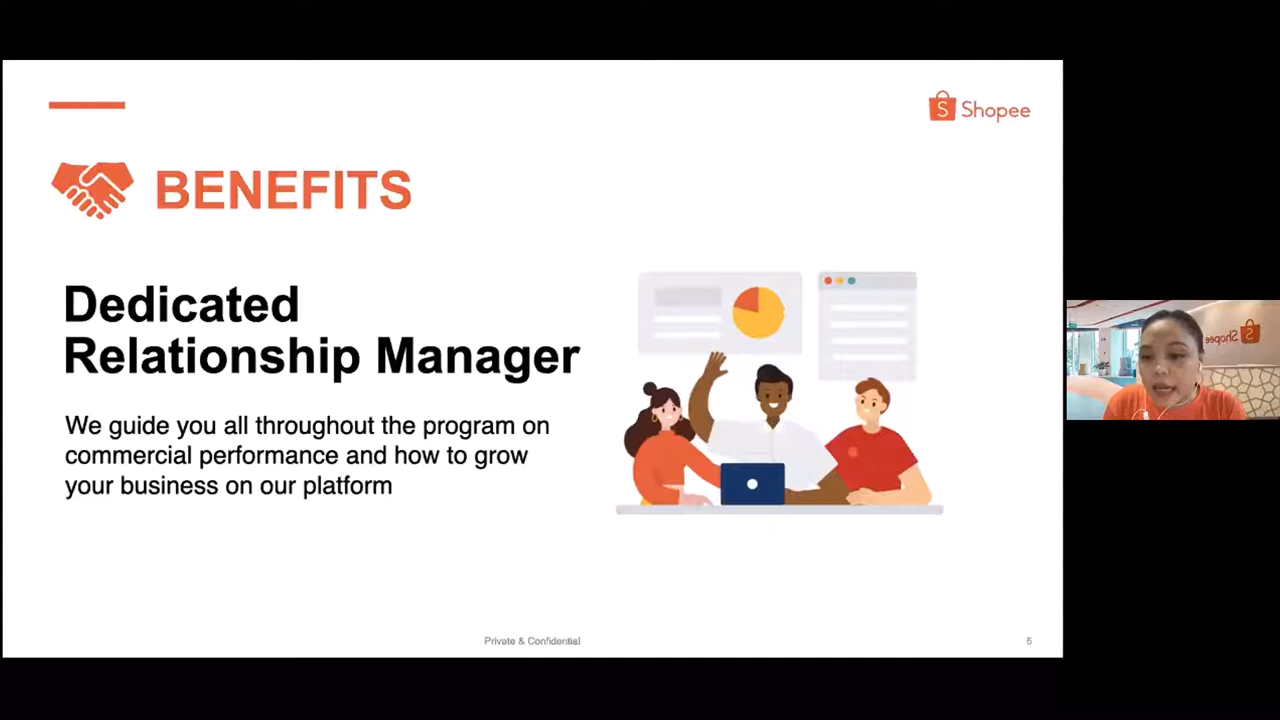 Shopee
BENEFITS
Dedicated
Relationship Manager
We guide you all throughout the program on
commercial performance and how to grow
your business on our platform
Shopee
Private & Confidential
5